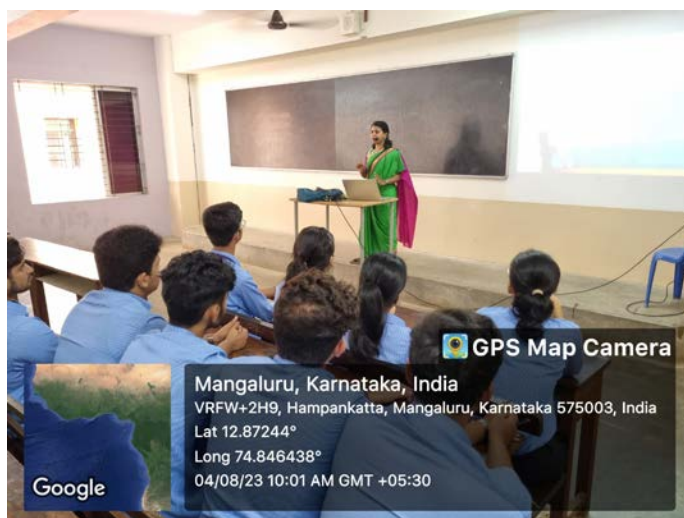 GPS Map Camera
Mangaluru, Karnataka, India
VRFW+2H9, Hampankatta, Mangaluru, Karnataka 575003, India
Lat 12.87244°
Long 74.846438°
04/08/23 10:01 AM GMT +05:30
Google